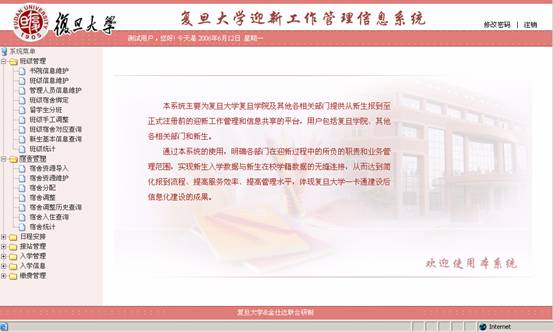 FUDAN UNIVERSITY
1905
復旦大學
复旦大学迎新工作管理信息系统
修改密码 | 注销
测试用户，您好! 今天是 2006年6月12日 星期一
系统菜单
班级管理
书院信息维护
班级信息维护
管理人员信息维护
班级宿舍绑定
留学生分班
班级手工调整
班级宿舍对应查询
新生基本信息查询
班级统计
宿舍管理
宿舍资源导入
宿舍资源维护
宿舍分配
宿舍调整
宿舍调整历史查询
宿舍入住查询
宿舍统计
日程安排
接站管理
入学管理
入学信息
缴费管理
本系统主要为复旦大学复旦学院及其他各相关部门提供从新生报到至
正式注册前的迎新工作管理和信息共享的平台，用户包括复旦学院、其他
各相关部门和新生。
通过本系统的使用，明确各部门在迎新过程中的所负的职责和业务管
理范围，实现新生入学数据与新生在校学籍数据的无缝连接，从而达到简
化报到流程、提高服务效率、提高管理水平，体现复旦大学一卡通建设后
信息化建设的成果。
欢迎使用本系统
复旦大学&金仕达联合研制
Internet